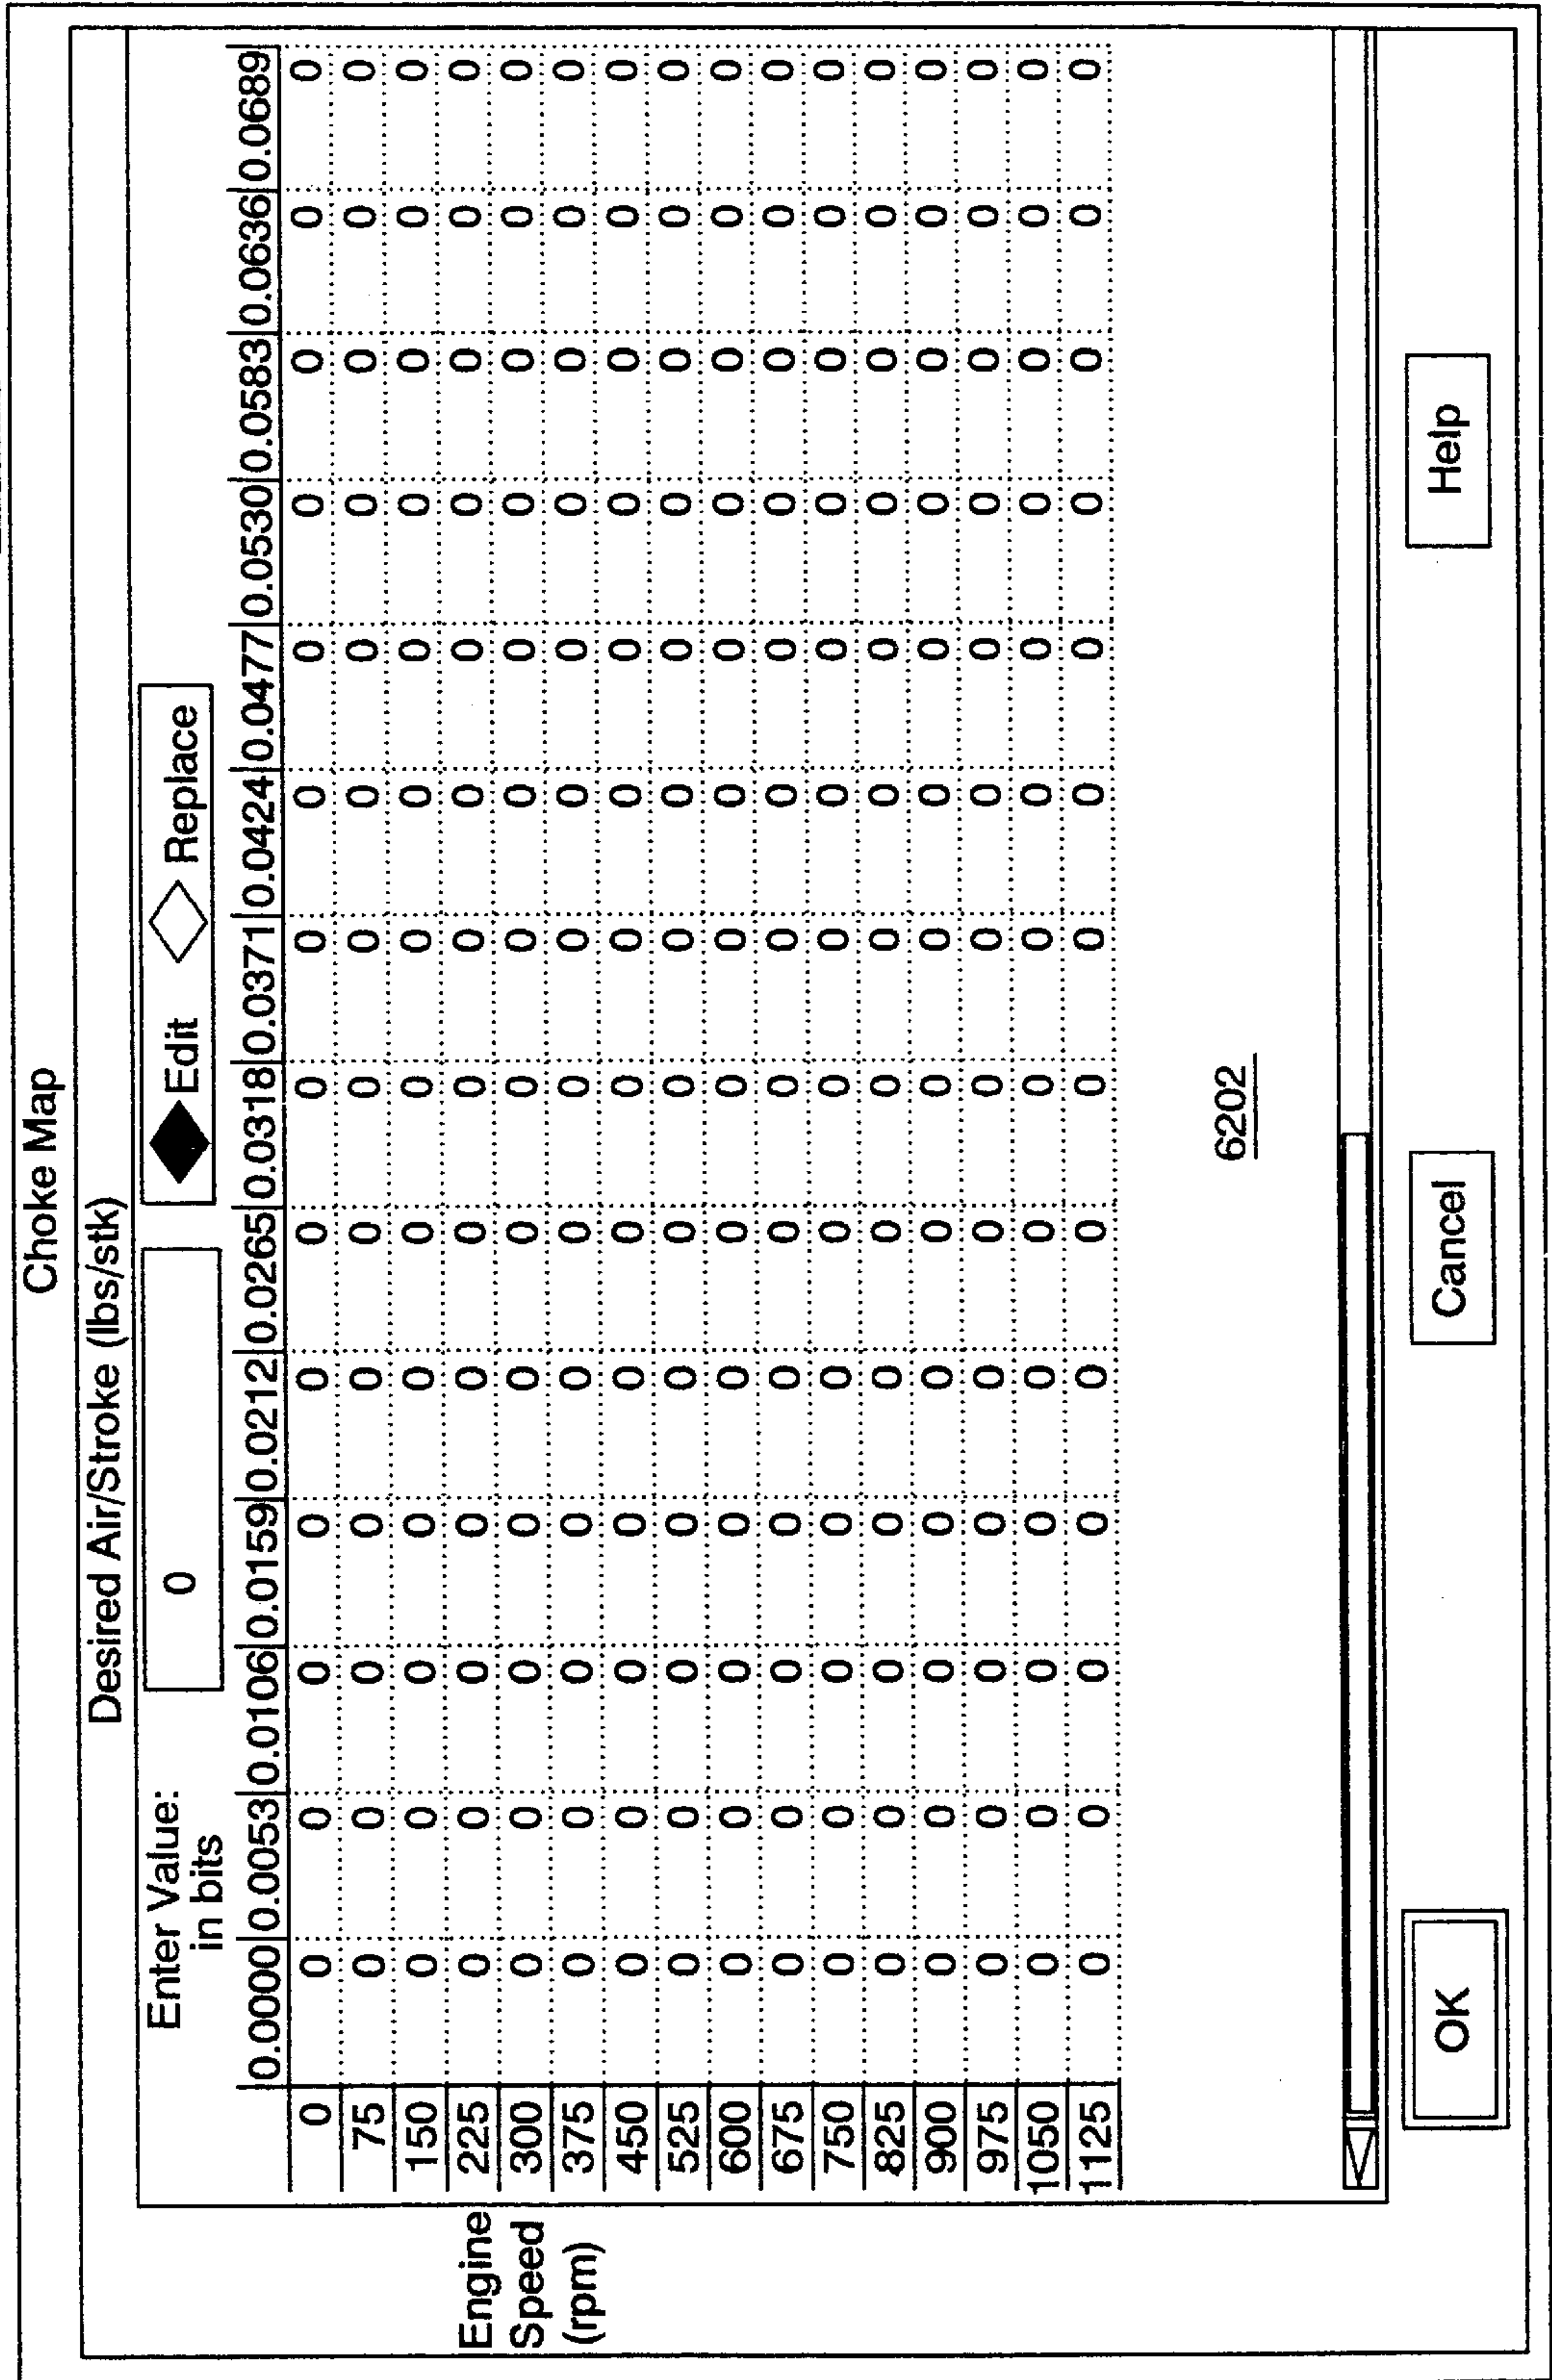 Choke Map
Desired Air/Stroke (lbs/stk)
Enter Value: 0 Edit Replace
in bits
0.0000 0.0053 0.0106 0.0159 0.0212 0.0265 0.0318 0.0371 0.0424 0.0477 0.0530 0.0583 0.0636 0.0689
0 0 0 0 0 0 0 0 0 0 0 0 0 0 0
75 0 0 0 0 0 0 0 0 0 0 0 0 0 0
150 0 0 0 0 0 0 0 0 0 0 0 0 0 0
Engine 225 0 0 0 0 0 0 0 0 0 0 0 0 0 0
Speed 300 0 0 0 0 0 0 0 0 0 0 0 0 0 0
(rpm) 375 0 0 0 0 0 0 0 0 0 0 0 0 0 0
450 0 0 0 0 0 0 0 0 0 0 0 0 0 0
525 0 0 0 0 0 0 0 0 0 0 0 0 0 0
600 0 0 0 0 0 0 0 0 0 0 0 0 0 0
675 0 0 0 0 0 0 0 0 0 0 0 0 0 0
750 0 0 0 0 0 0 0 0 0 0 0 0 0 0
825 0 0 0 0 0 0 0 0 0 0 0 0 0 0
900 0 0 0 0 0 0 0 0 0 0 0 0 0 0
975 0 0 0 0 0 0 0 0 0 0 0 0 0 0
1050 0 0 0 0 0 0 0 0 0 0 0 0 0 0
1125 0 0 0 0 0 0 0 0 0 0 0 0 0 0
6202
OK Cancel Help